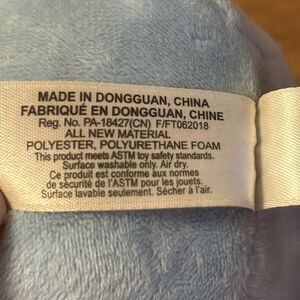 MADE IN DONGGUAN, CHINA
FABRIQUÉ EN DONGGUAN, CHINE
Reg. No. PA-18427(CN) F/FT062018
ALL NEW MATERIAL
POLYESTER, POLYURETHANE FOAM
This product meets ASTM toy safety standards.
Surface washable only. Air dry.
Ce produit est conforme aux normes
de sécurité de l'ASTM pour les jouets.
Surface lavable seulement. Sécher à l'air.